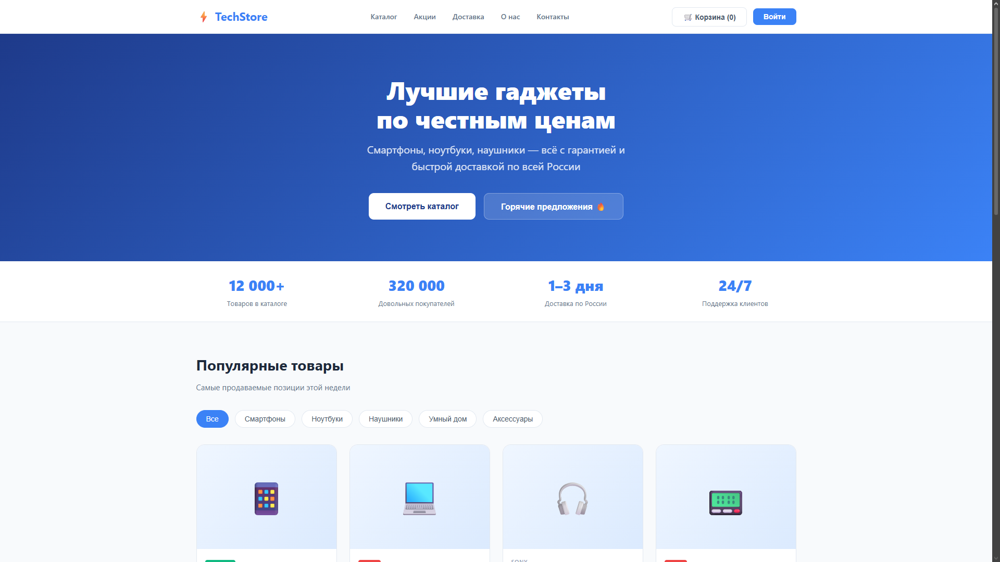 TechStore
Каталог
Акции
Доставка
О нас
Контакты
Корзина (0)
Войти
Лучшие гаджеты
по честным ценам
Смартфоны, ноутбуки, наушники — всё с гарантией и
быстрой доставкой по всей России
Смотреть каталог
Горячие предложения
12 000+
Товаров в каталоге
320 000
Довольных покупателей
1–3 дня
Доставка по России
24/7
Поддержка клиентов
Популярные товары
Самые продаваемые позиции этой недели
Все
Смартфоны
Ноутбуки
Наушники
Умный дом
Аксессуары
SONY